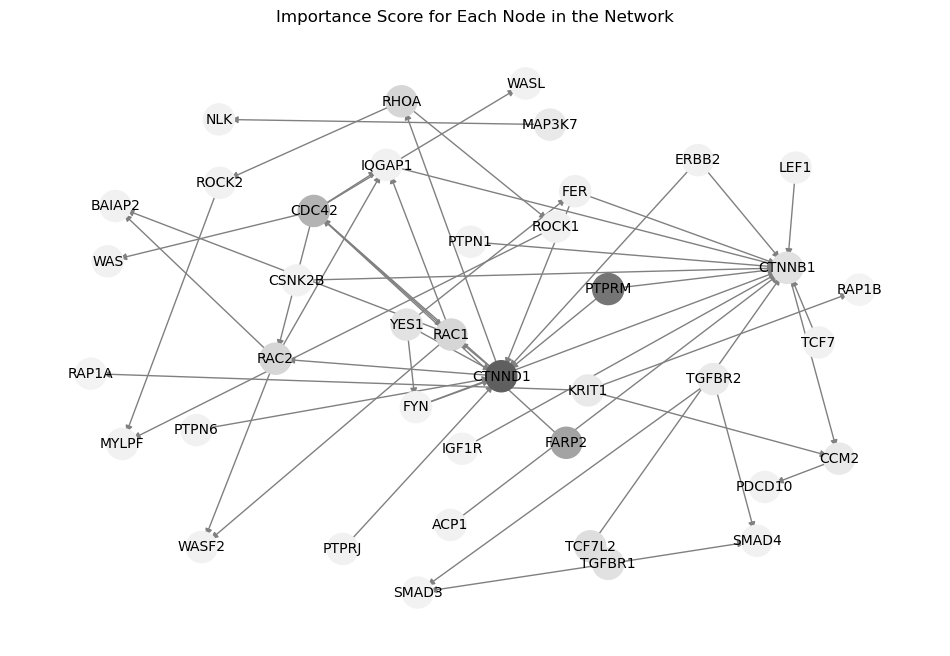 Importance Score for Each Node in the Network
WASL
RHOA
NLK
MAP3K7
ERBB2
IQGAP1
LEF1
ROCK2
FER
BAIAP2
CDC42
ROCK1
PTPN1
WAS
CTNNB1
CSNK2B
PTPRM
RAP1B
YES1
RAC1
TCF7
RAC2
RAP1A
CTNND1
TGFBR2
KRIT1
FYN
PTPN6
MYLPF
IGF1R
FARP2
CCM2
PDCD10
ACP1
SMAD4
WASF2
PTPRJ
TCF7L2
TGFBR1
SMAD3